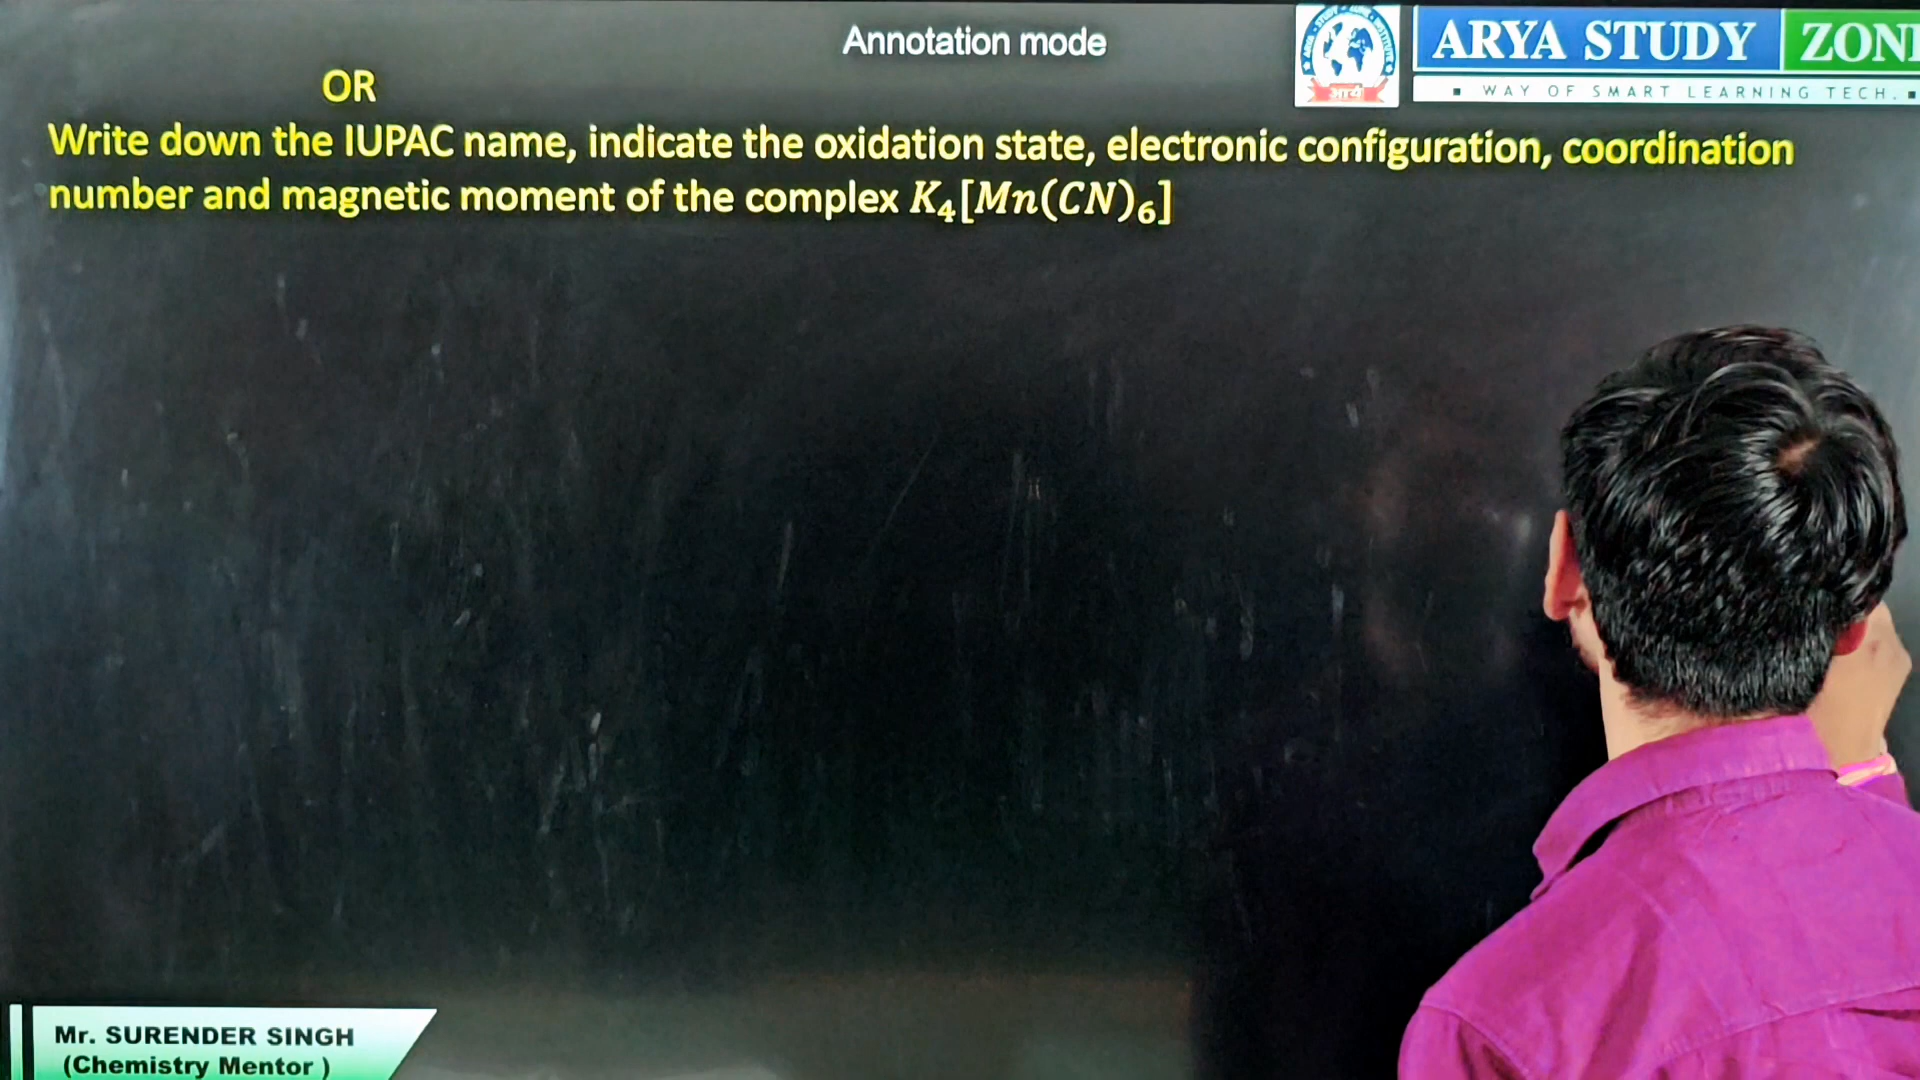 Annotation mode
ARYA STUDY
WAY OF SMART LEARNING TECH.
OR
Write down the IUPAC name, indicate the oxidation state, electronic configuration, coordination
number and magnetic moment of the complex K₄[Mn(CN)₆]
आर्य
Mr. SURENDER SINGH
(Chemistry Mentor )